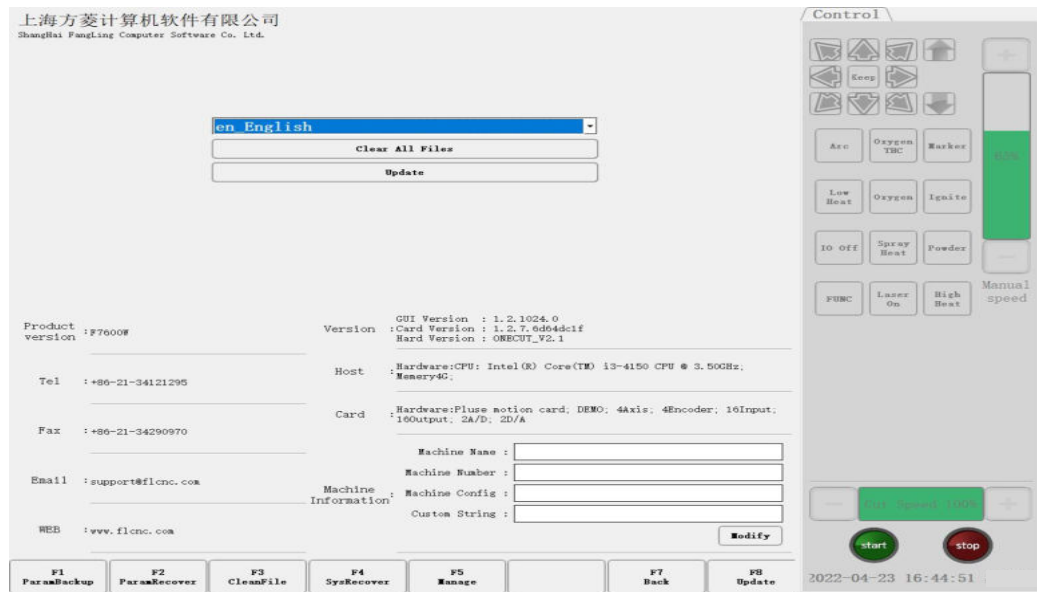 上海方菱计算机软件有限公司
ShangHai FangLing Computer Software Co. Ltd.
en_English
Clear All Files
Update
Product version :F7600W
Tel :+86-21-34121295
Fax :+86-21-34290970
Email :support@flcnc.com
WEB :www.flcnc.com
Version :
GUI Version : 1.2.1024.0
Card Version : 1.2.7.6d64dc1f
Hard Version : ONECUT_V2.1
Host :
Hardware:CPU: Intel(R) Core(TM) i3-4150 CPU @ 3.50GHz;
Memery4G;
Card :
Hardware:Pluse motion card; DEMO; 4Axis; 4Encoder; 16Input;
16Output; 2A/D; 2D/A
Machine Information :
Machine Name :
Machine Number :
Machine Config :
Custom String :
Modify
F1 ParamBackup
F2 ParamRecover
F3 CleanFile
F4 SysRecover
F5 Manage
F7 Back
F8 Update
Control
Keep
Arc
Oxygen THC
Marker
Low Heat
Oxygen
Ignite
IO Off
Spray Heat
Powder
FUNC
Laser On
High Heat
Manual speed
Cut Speed 100%
start
stop
2022-04-23 16:44:51